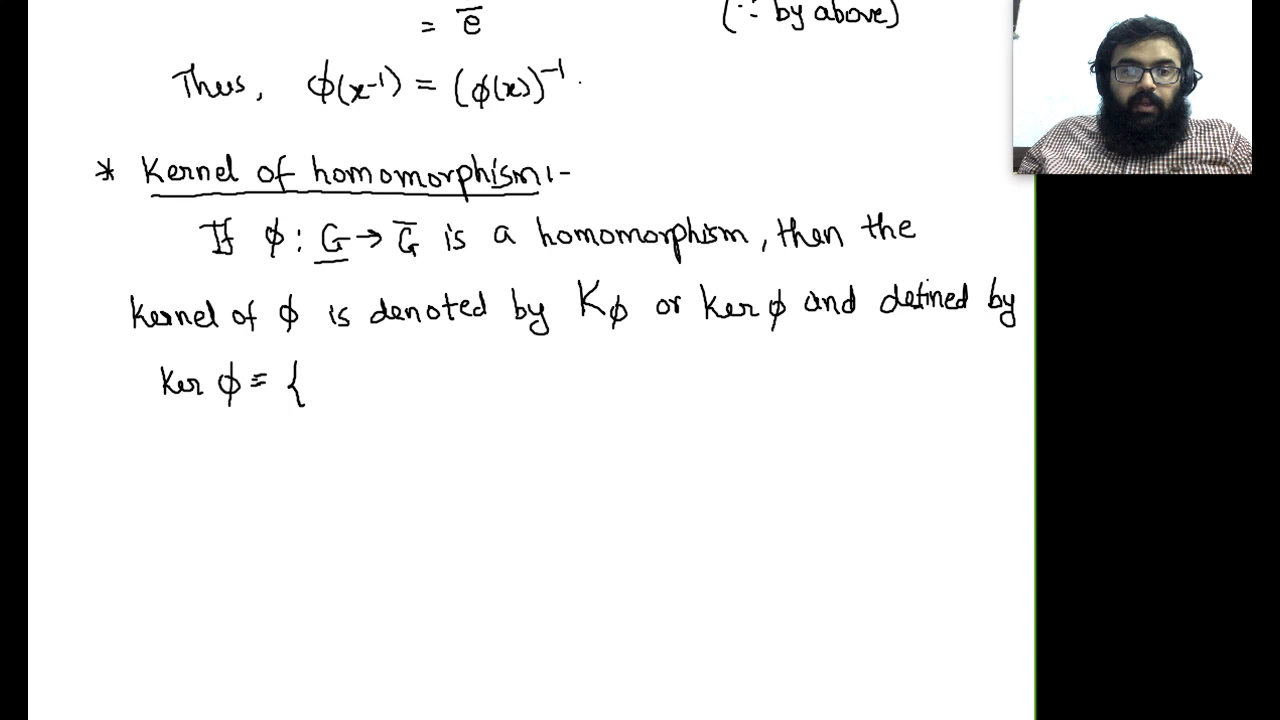 = e̅ (∵ by above)
Thus, ϕ(x⁻¹) = (ϕ(x))⁻¹.
* Kernel of homomorphism:-
If ϕ : G → G̅ is a homomorphism, then the
Kernel of ϕ is denoted by Kϕ or ker ϕ and defined by
Ker ϕ = {